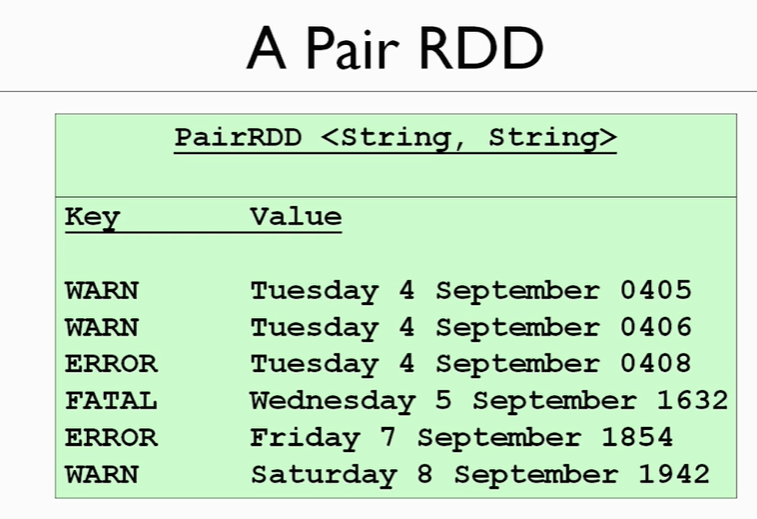 A Pair RDD
PairRDD <String, String>
Key Value
WARN Tuesday 4 September 0405
WARN Tuesday 4 September 0406
ERROR Tuesday 4 September 0408
FATAL Wednesday 5 September 1632
ERROR Friday 7 September 1854
WARN Saturday 8 September 1942